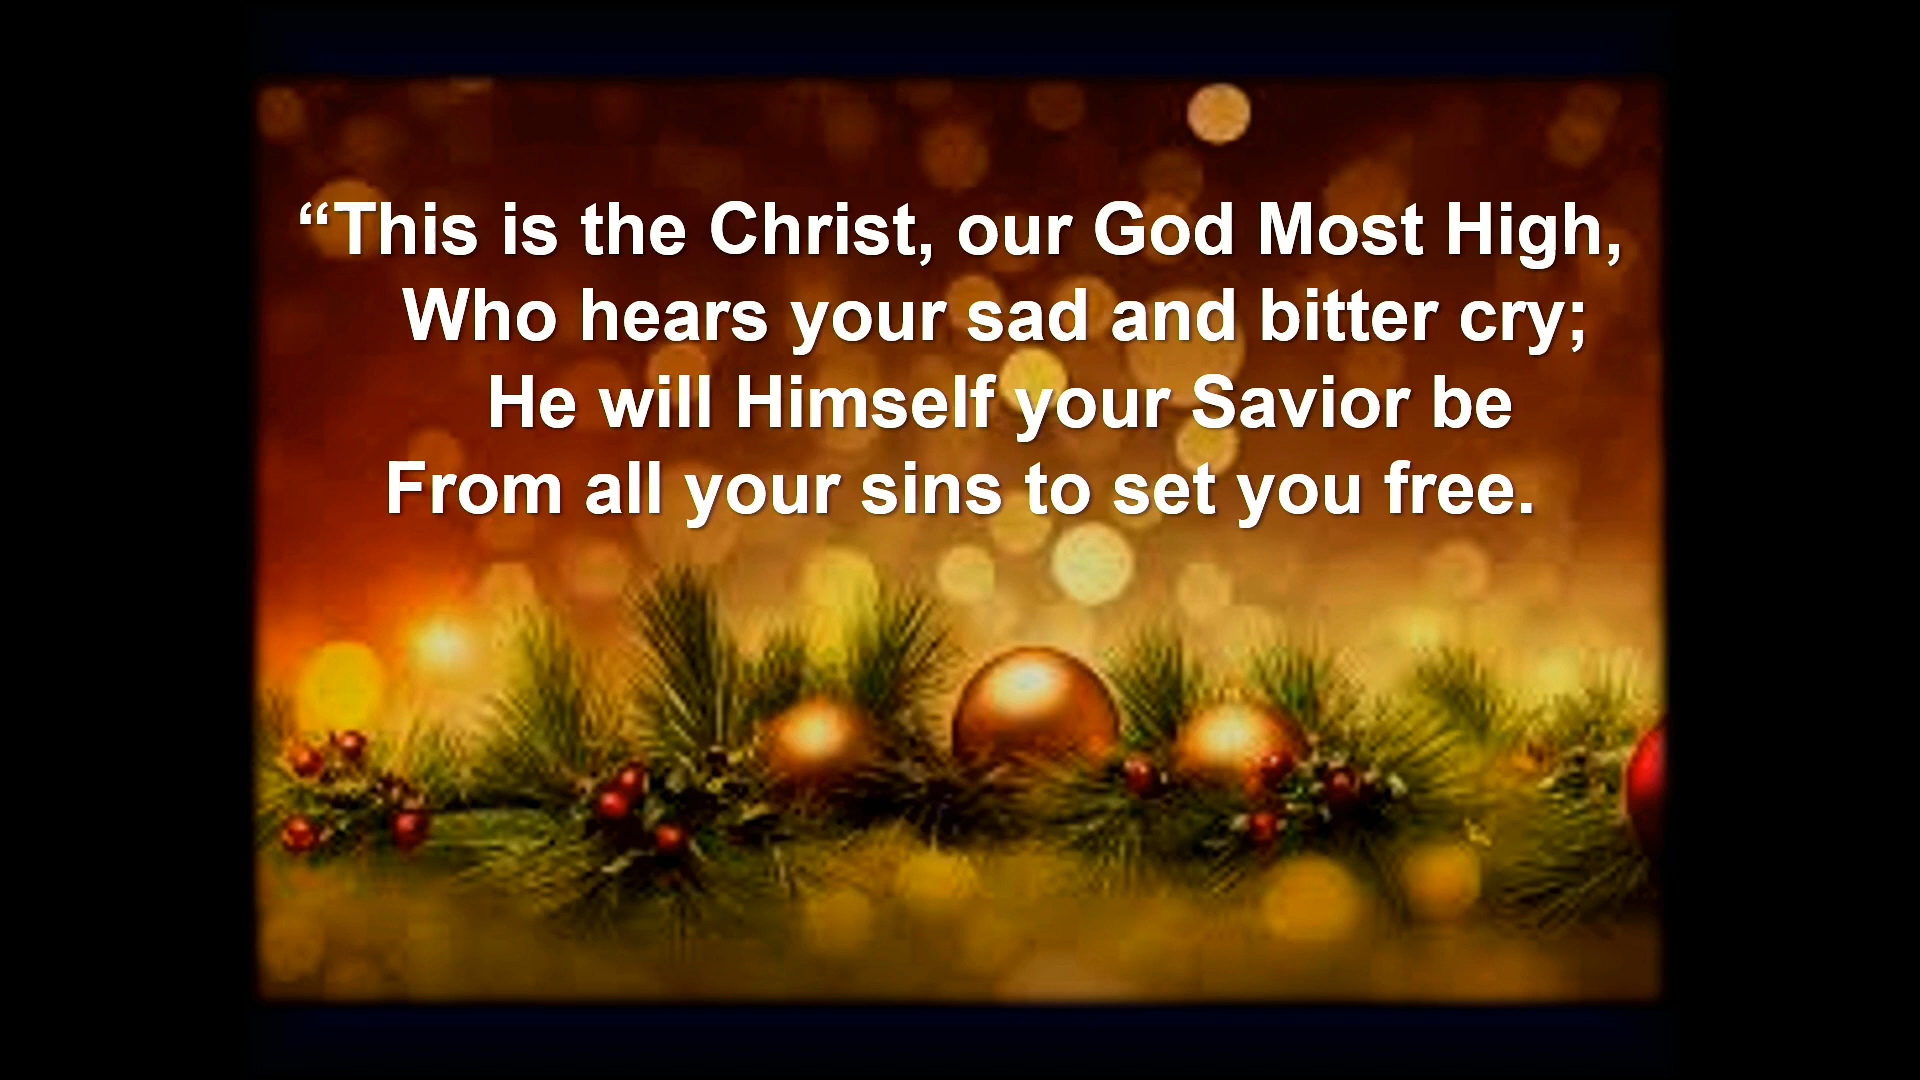 “This is the Christ, our God Most High,
Who hears your sad and bitter cry;
He will Himself your Savior be
From all your sins to set you free.